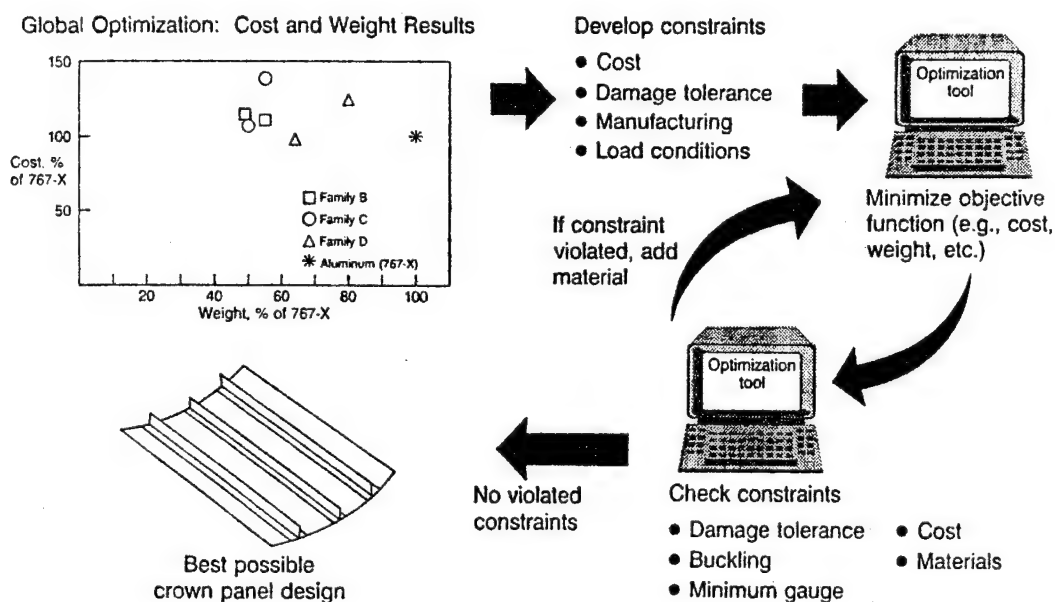 Global Optimization: Cost and Weight Results
150
100
Cost, %
of 767-X
50
□ Family B
○ Family C
△ Family D
✳ Aluminum (767-X)
20
40
60
80
100
Weight, % of 767-X
Develop constraints
● Cost
● Damage tolerance
● Manufacturing
● Load conditions
Optimization
tool
Minimize objective
function (e.g., cost,
weight, etc.)
If constraint
violated, add
material
Optimization
tool
Check constraints
● Damage tolerance
● Buckling
● Minimum gauge
● Cost
● Materials
No violated
constraints
Best possible
crown panel design